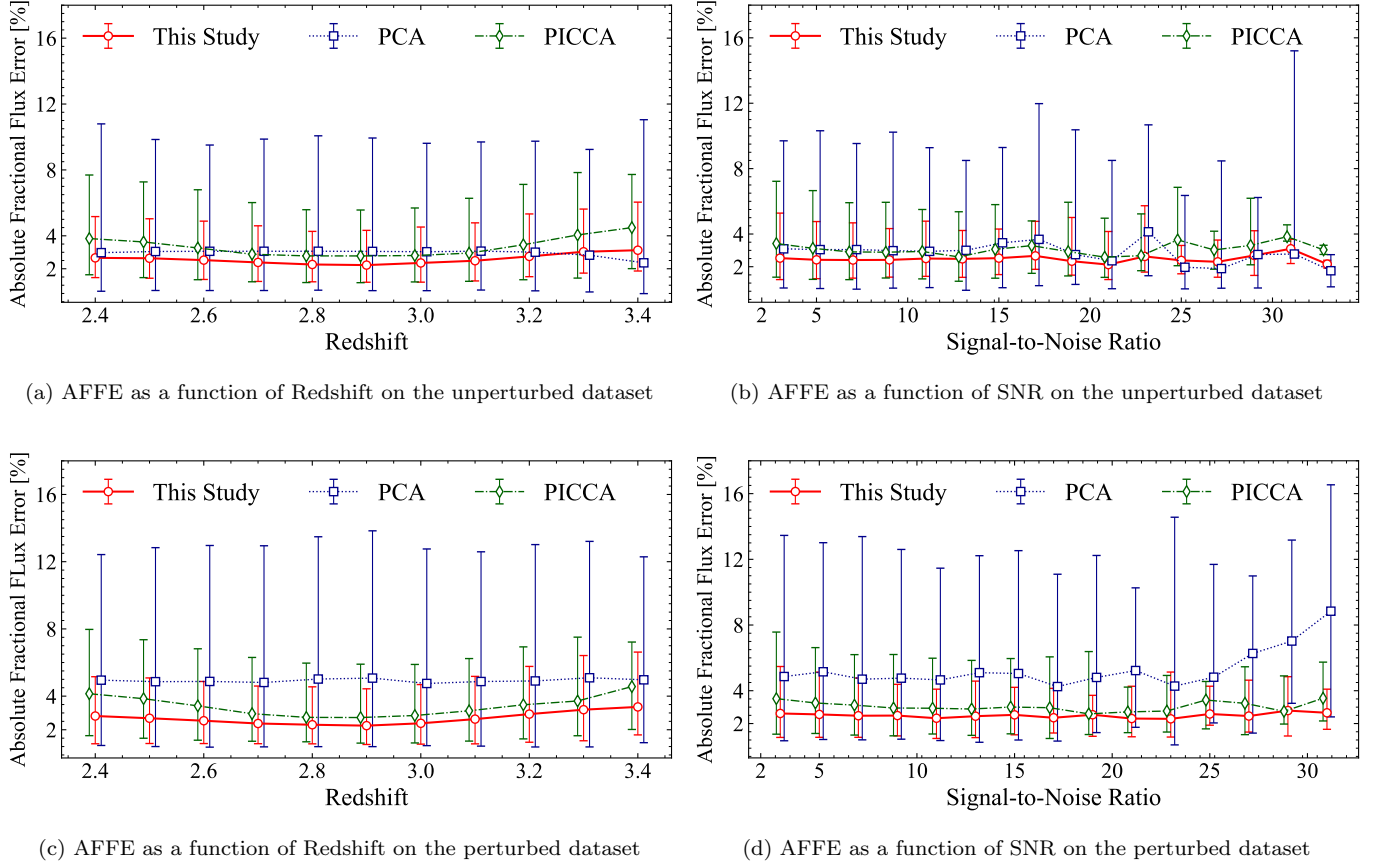 Absolute Fractional Flux Error [%]
16
12
8
4
2
This Study
PCA
PICCA
2.4
2.6
2.8
3.0
3.2
3.4
Redshift
(a) AFFE as a function of Redshift on the unperturbed dataset
Absolute Fractional Flux Error [%]
16
12
8
4
2
This Study
PCA
PICCA
2
5
10
15
20
25
30
Signal-to-Noise Ratio
(b) AFFE as a function of SNR on the unperturbed dataset
Absolute Fractional FLux Error [%]
16
12
8
4
2
This Study
PCA
PICCA
2.4
2.6
2.8
3.0
3.2
3.4
Redshift
(c) AFFE as a function of Redshift on the perturbed dataset
Absolute Fractional Flux Error [%]
16
12
8
4
2
This Study
PCA
PICCA
2
5
10
15
20
25
30
Signal-to-Noise Ratio
(d) AFFE as a function of SNR on the perturbed dataset